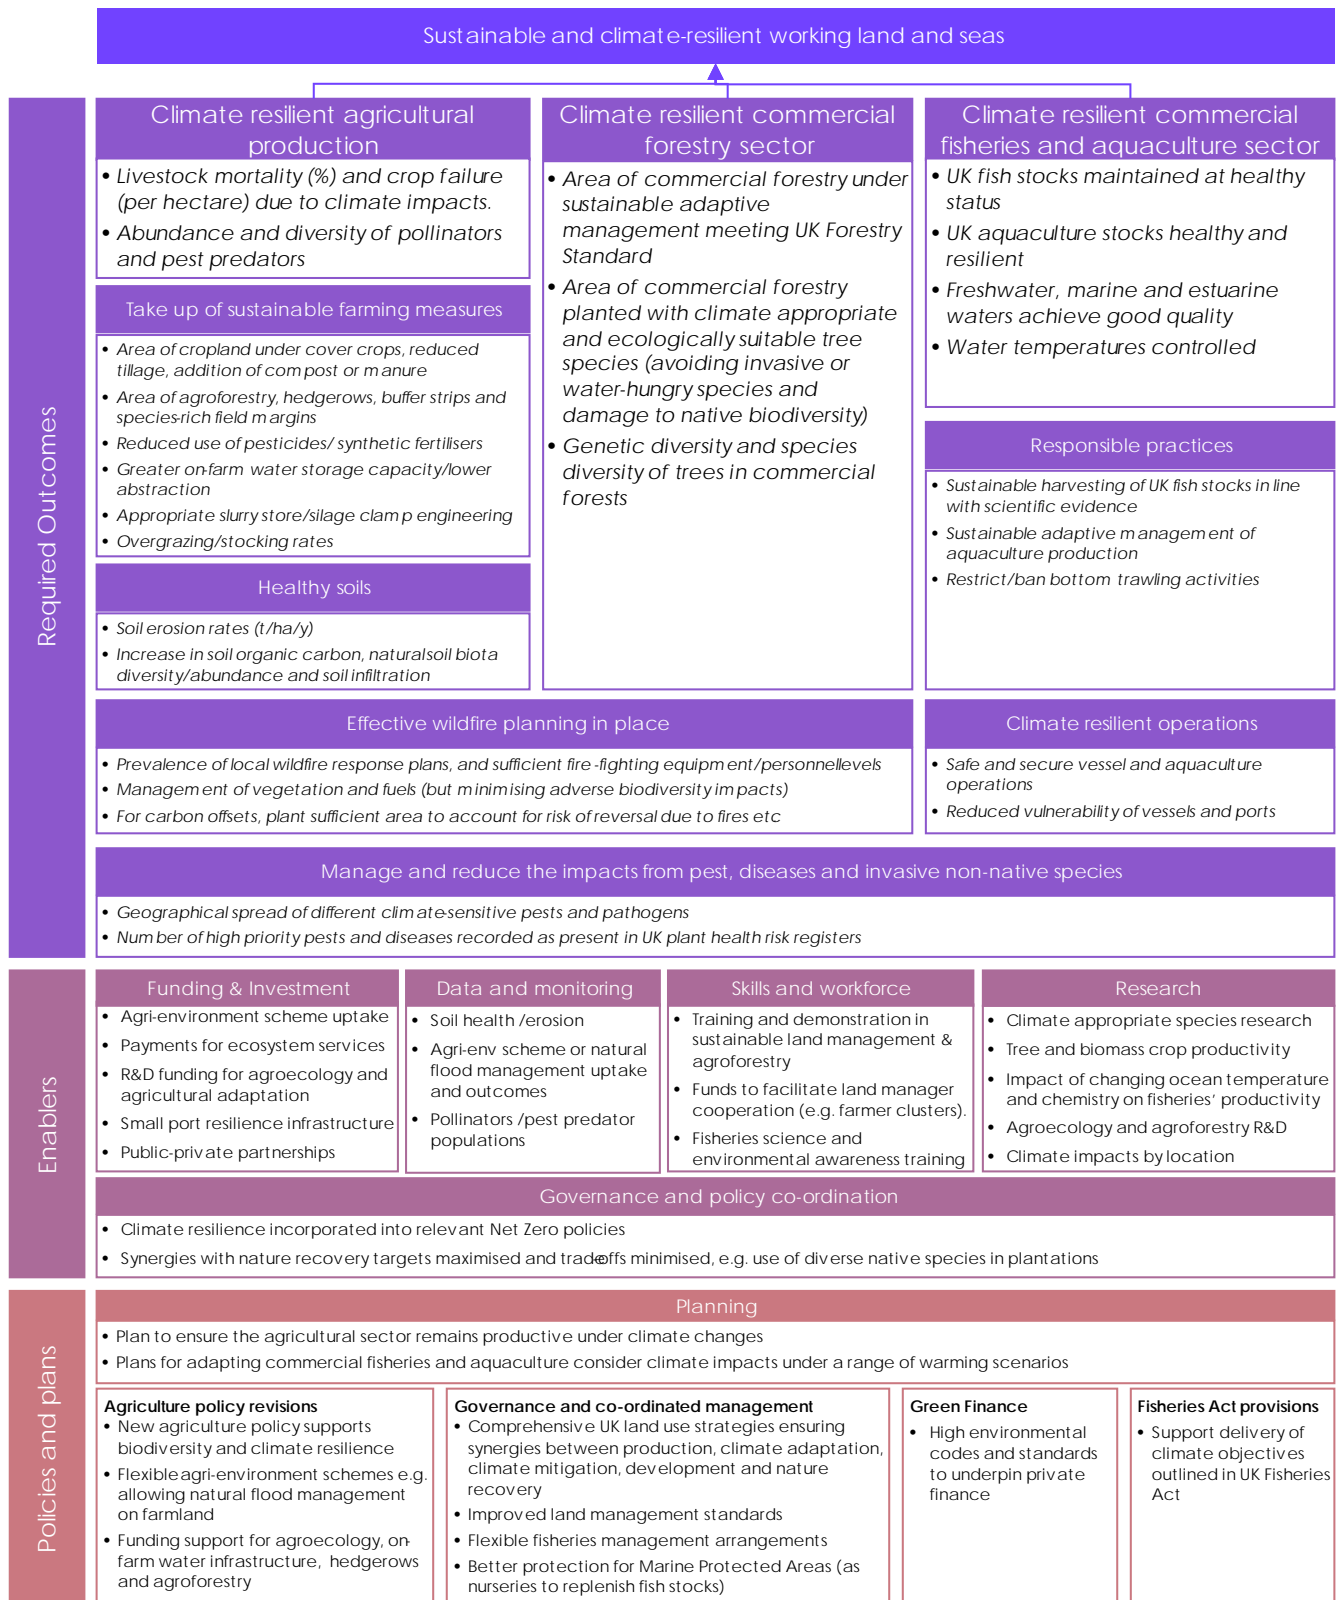 Sustainable and climate-resilient working land and seas
Required Outcomes
Climate resilient agricultural
production
• Livestock mortality (%) and crop failure
(per hectare) due to climate impacts.
• Abundance and diversity of pollinators
and pest predators
Take up of sustainable farming measures
• Area of cropland under cover crops, reduced
tillage, addition of compost or manure
• Area of agroforestry, hedgerows, buffer strips and
species-rich field margins
• Reduced use of pesticides/ synthetic fertilisers
• Greater on-farm water storage capacity/lower
abstraction
• Appropriate slurry store/silage clamp engineering
• Overgrazing/stocking rates
Healthy soils
• Soil erosion rates (t/ha/y)
• Increase in soil organic carbon, natural soil biota
diversity/abundance and soil infiltration
Climate resilient commercial
forestry sector
• Area of commercial forestry under
sustainable adaptive
management meeting UK Forestry
Standard
• Area of commercial forestry
planted with climate appropriate
and ecologically suitable tree
species (avoiding invasive or
water-hungry species and
damage to native biodiversity)
• Genetic diversity and species
diversity of trees in commercial
forests
Climate resilient commercial
fisheries and aquaculture sector
• UK fish stocks maintained at healthy
status
• UK aquaculture stocks healthy and
resilient
• Freshwater, marine and estuarine
waters achieve good quality
• Water temperatures controlled
Responsible practices
• Sustainable harvesting of UK fish stocks in line
with scientific evidence
• Sustainable adaptive management of
aquaculture production
• Restrict/ban bottom trawling activities
Effective wildfire planning in place
• Prevalence of local wildfire response plans, and sufficient fire-fighting equipment/personnel levels
• Management of vegetation and fuels (but minimising adverse biodiversity impacts)
• For carbon offsets, plant sufficient area to account for risk of reversal due to fires etc
Climate resilient operations
• Safe and secure vessel and aquaculture
operations
• Reduced vulnerability of vessels and ports
Manage and reduce the impacts from pest, diseases and invasive non-native species
• Geographical spread of different climate-sensitive pests and pathogens
• Number of high priority pests and diseases recorded as present in UK plant health risk registers
Enablers
Funding & Investment
• Agri-environment scheme uptake
• Payments for ecosystem services
• R&D funding for agroecology and
agricultural adaptation
• Small port resilience infrastructure
• Public-private partnerships
Data and monitoring
• Soil health /erosion
• Agri-env scheme or natural
flood management uptake
and outcomes
• Pollinators /pest predator
populations
Skills and workforce
• Training and demonstration in
sustainable land management &
agroforestry
• Funds to facilitate land manager
cooperation (e.g. farmer clusters).
• Fisheries science and
environmental awareness training
Research
• Climate appropriate species research
• Tree and biomass crop productivity
• Impact of changing ocean temperature
and chemistry on fisheries' productivity
• Agroecology and agroforestry R&D
• Climate impacts by location
Governance and policy co-ordination
• Climate resilience incorporated into relevant Net Zero policies
• Synergies with nature recovery targets maximised and trade-offs minimised, e.g. use of diverse native species in plantations
Policies and plans
Planning
• Plan to ensure the agricultural sector remains productive under climate changes
• Plans for adapting commercial fisheries and aquaculture consider climate impacts under a range of warming scenarios
Agriculture policy revisions
• New agriculture policy supports
biodiversity and climate resilience
• Flexible agri-environment schemes e.g.
allowing natural flood management
on farmland
• Funding support for agroecology, on-
farm water infrastructure, hedgerows
and agroforestry
Governance and co-ordinated management
• Comprehensive UK land use strategies ensuring
synergies between production, climate adaptation,
climate mitigation, development and nature
recovery
• Improved land management standards
• Flexible fisheries management arrangements
• Better protection for Marine Protected Areas (as
nurseries to replenish fish stocks)
Green Finance
• High environmental
codes and standards
to underpin private
finance
Fisheries Act provisions
• Support delivery of
climate objectives
outlined in UK Fisheries
Act